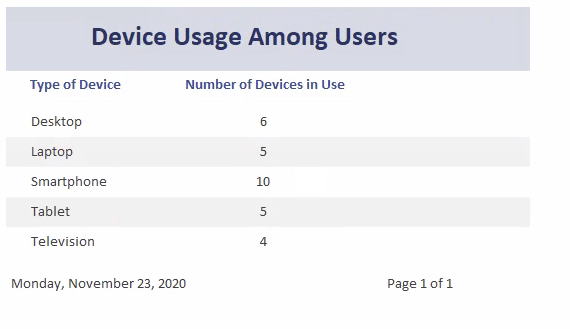 Device Usage Among Users
Type of Device Number of Devices in Use
Desktop 6
Laptop 5
Smartphone 10
Tablet 5
Television 4
Monday, November 23, 2020 Page 1 of 1